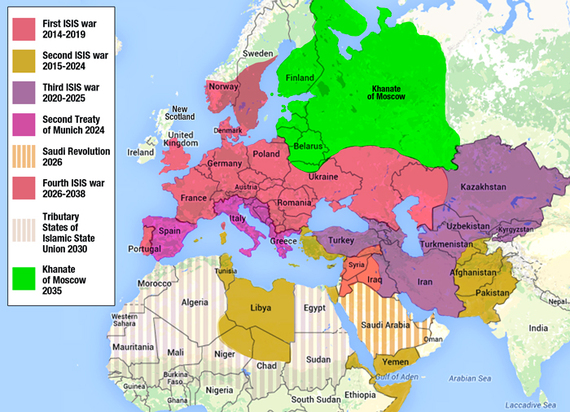 First ISIS war
2014-2019
Second ISIS war
2015-2024
Third ISIS war
2020-2025
Second Treaty
of Munich 2024
Saudi Revolution
2026
Fourth ISIS war
2026-2038
Tributary
States of
Islamic State
Union 2030
Khanate
of Moscow
2035
Sweden
Finland
Norway
Khanate
of Moscow
New
Scotland
United
Kingdom
Denmark
Ireland
Belarus
Poland
Germany
Ukraine
Kazakhstan
Austria
France
Romania
Italy
Spain
Portugal
Greece
Turkey
Uzbekistan
Kyrgyzstan
Turkmenistan
Syria
Iraq
Iran
Afghanistan
Pakistan
Nepal
Tunisia
Morocco
Algeria
Libya
Egypt
Western
Sahara
Saudi Arabia
Oman
India
Mauritania
Mali
Niger
Chad
Sudan
Yemen
Gulf of Aden
Arabian Sea
Burkina
Faso
Guinea
Ghana
Nigeria
South Sudan
Ethiopia
Laccadive Sea